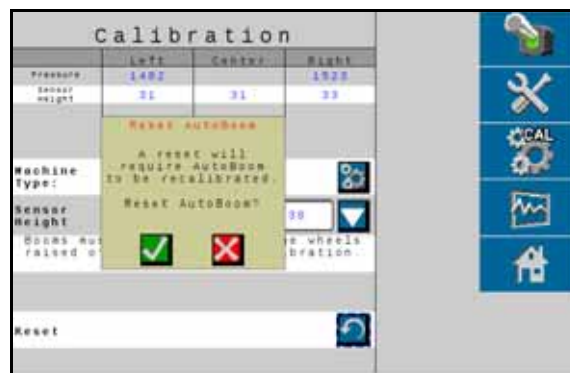 Calibration
Left Center Right
Pressure 1482 1523
Sensor Height 31 31 33
Reset AutoBoom
A reset will
require AutoBoom
to be recalibrated.
Reset AutoBoom?
Machine
Type:
Sensor
Height 38
Booms mus e wheels
raised o bration.
Reset
CAL